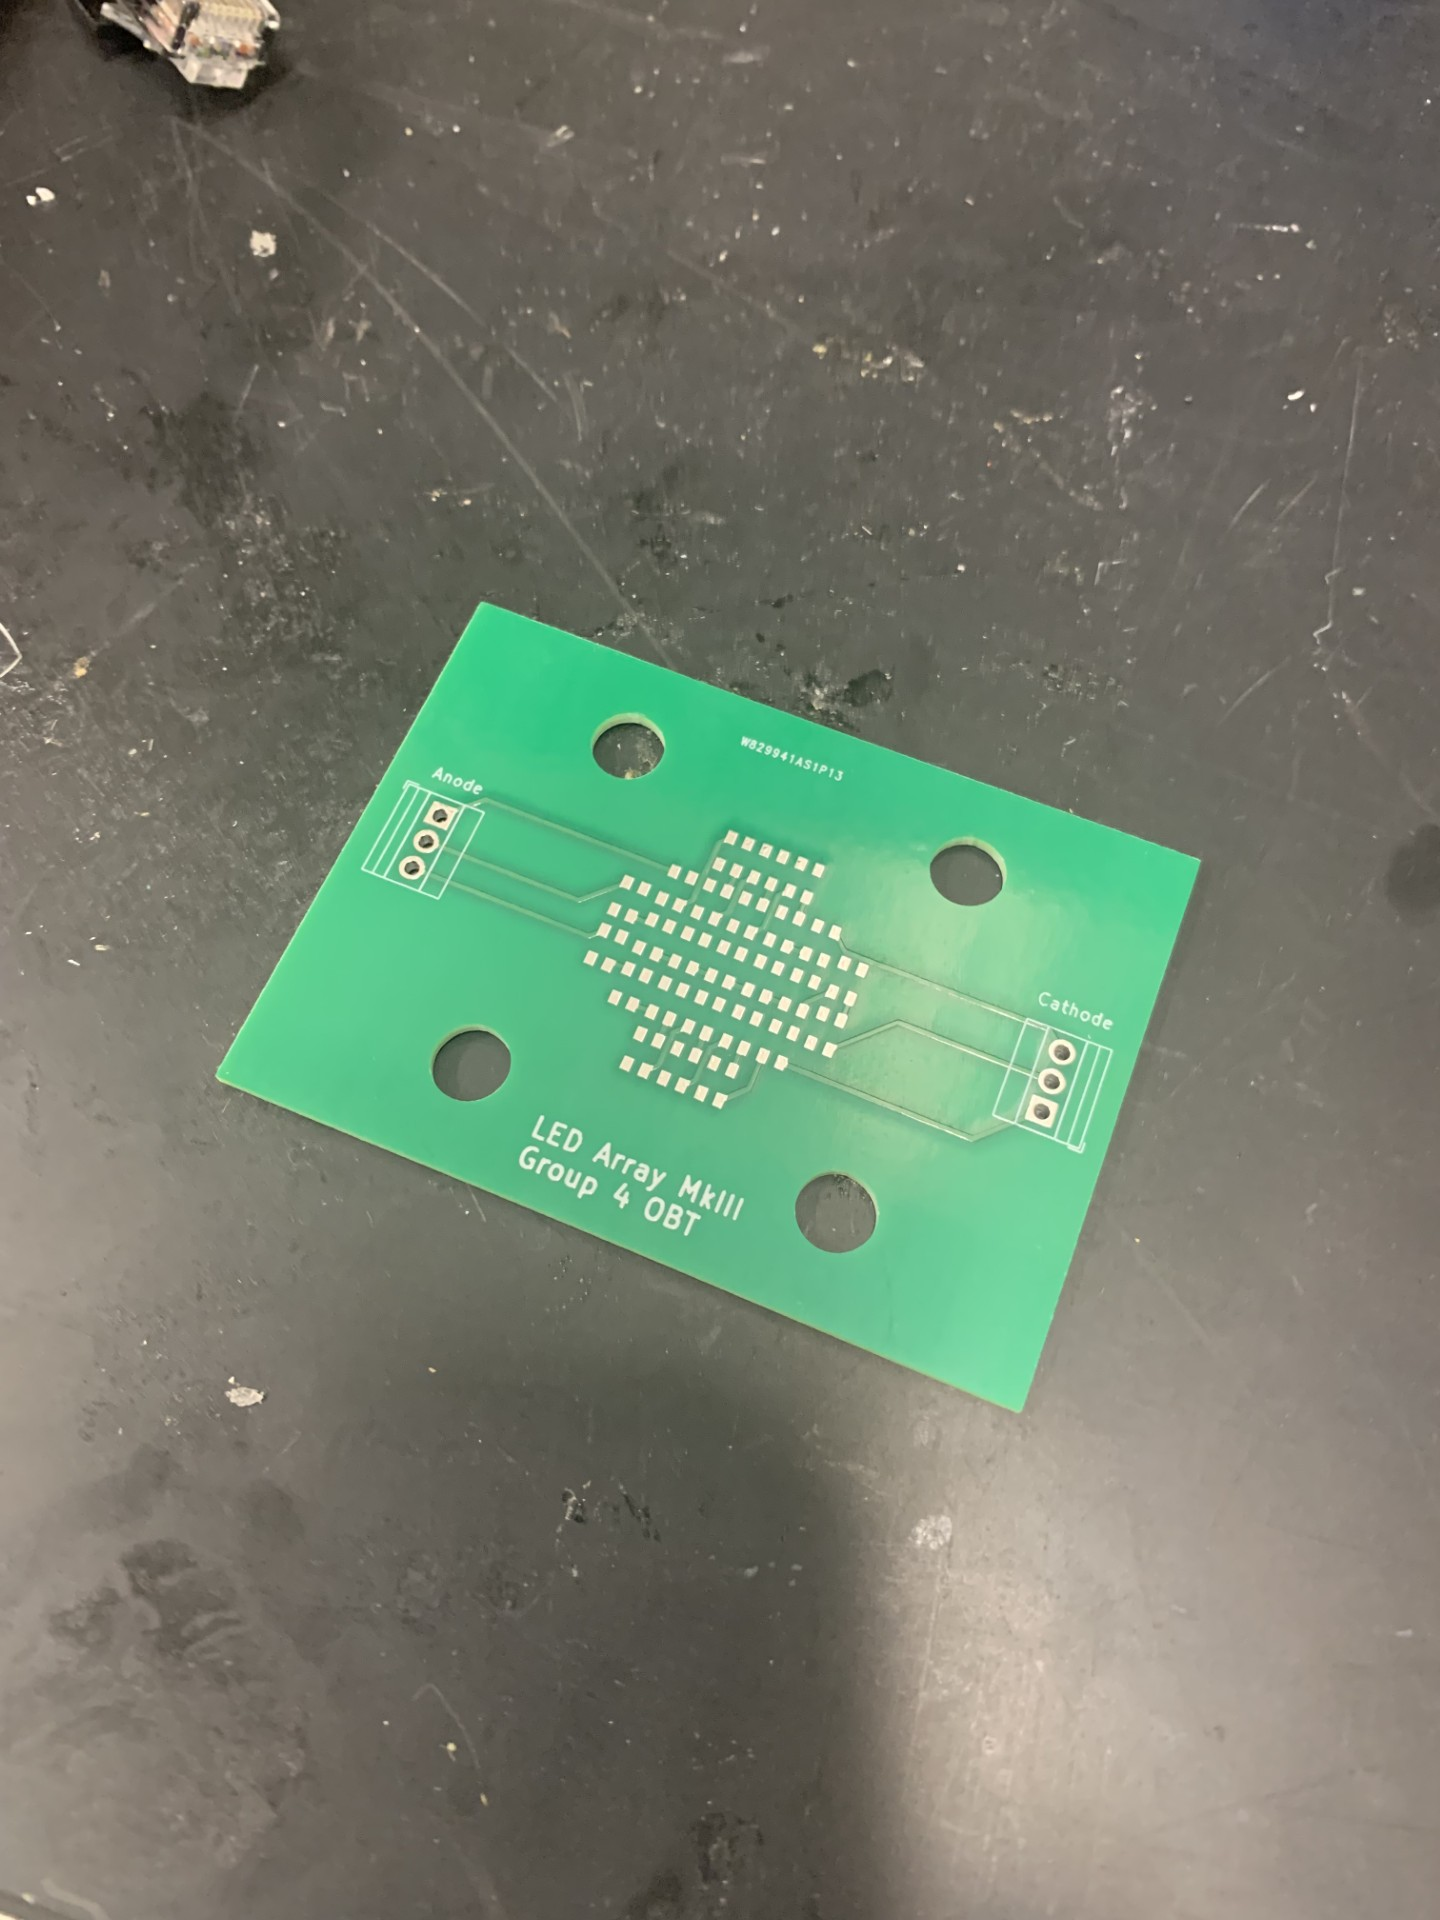 W829941AS1P13
Anode
Cathode
LED Array MkIII
Group 4 OBT